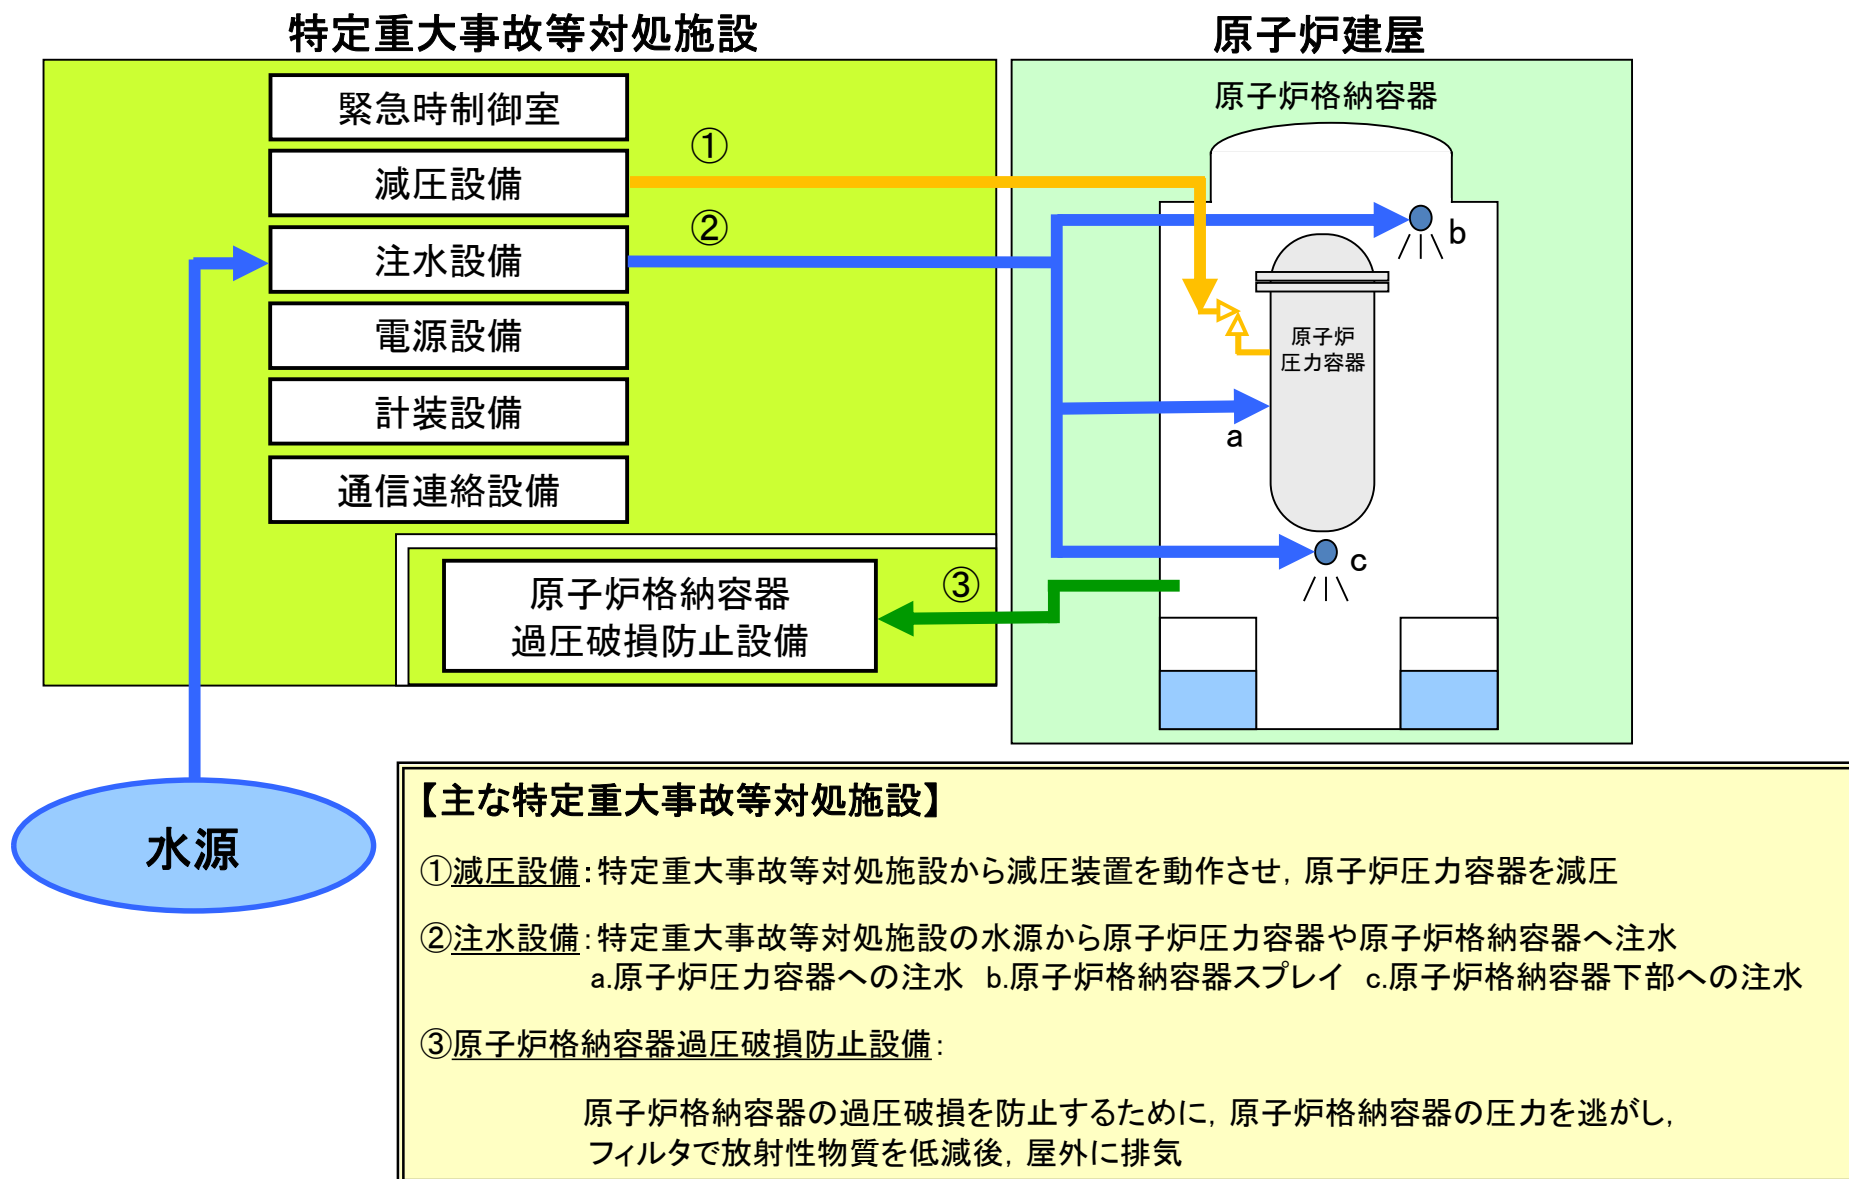 特定重大事故等対処施設
緊急時制御室
減圧設備
注水設備
電源設備
計装設備
通信連絡設備
原子炉格納容器
過圧破損防止設備
①
②
③
水源
原子炉建屋
原子炉格納容器
b
原子炉
圧力容器
a
c
【主な特定重大事故等対処施設】
①減圧設備：特定重大事故等対処施設から減圧装置を動作させ，原子炉圧力容器を減圧
②注水設備：特定重大事故等対処施設の水源から原子炉圧力容器や原子炉格納容器へ注水
a.原子炉圧力容器への注水　b.原子炉格納容器スプレイ　c.原子炉格納容器下部への注水
③原子炉格納容器過圧破損防止設備：
原子炉格納容器の過圧破損を防止するために，原子炉格納容器の圧力を逃がし，
フィルタで放射性物質を低減後，屋外に排気